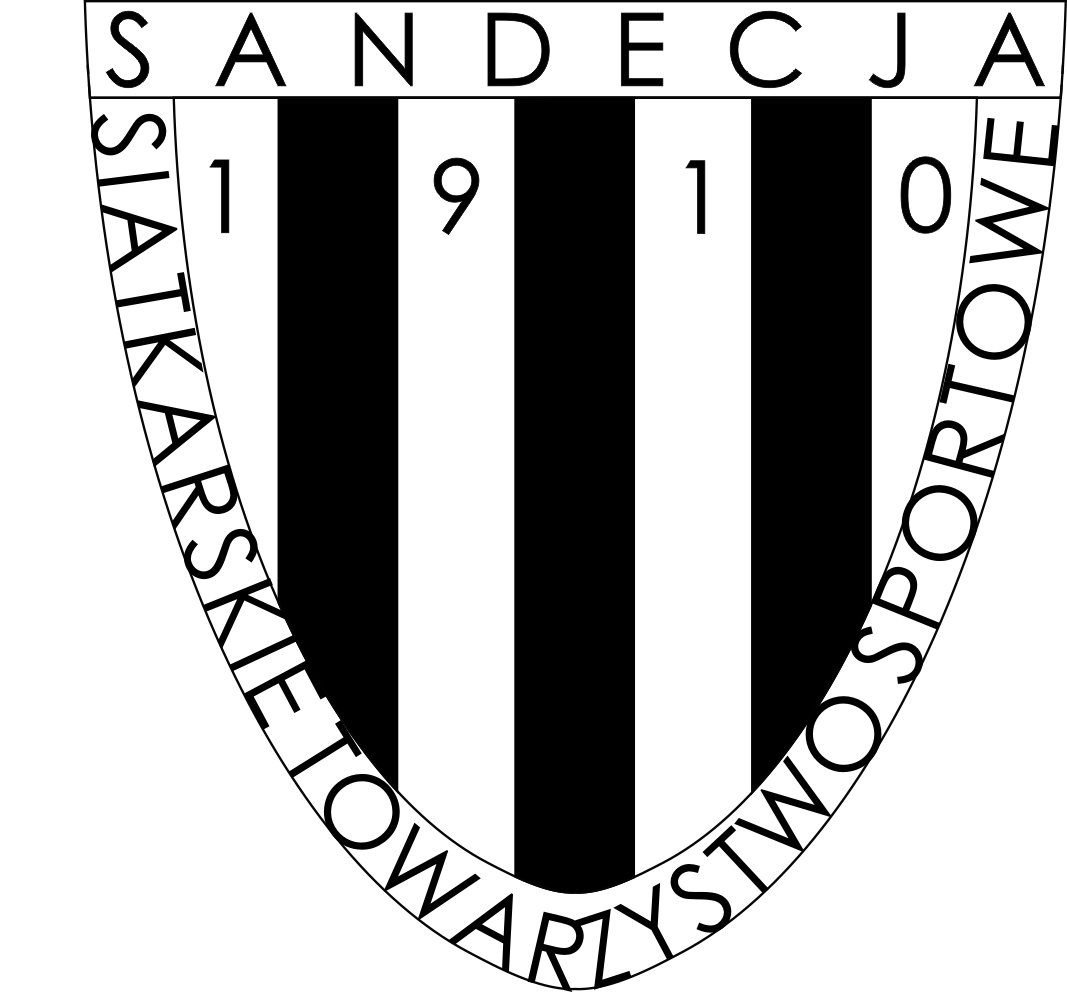 SANDECJA
1910
SIATKARSKIE TOWARZYSTWO SPORTOWE